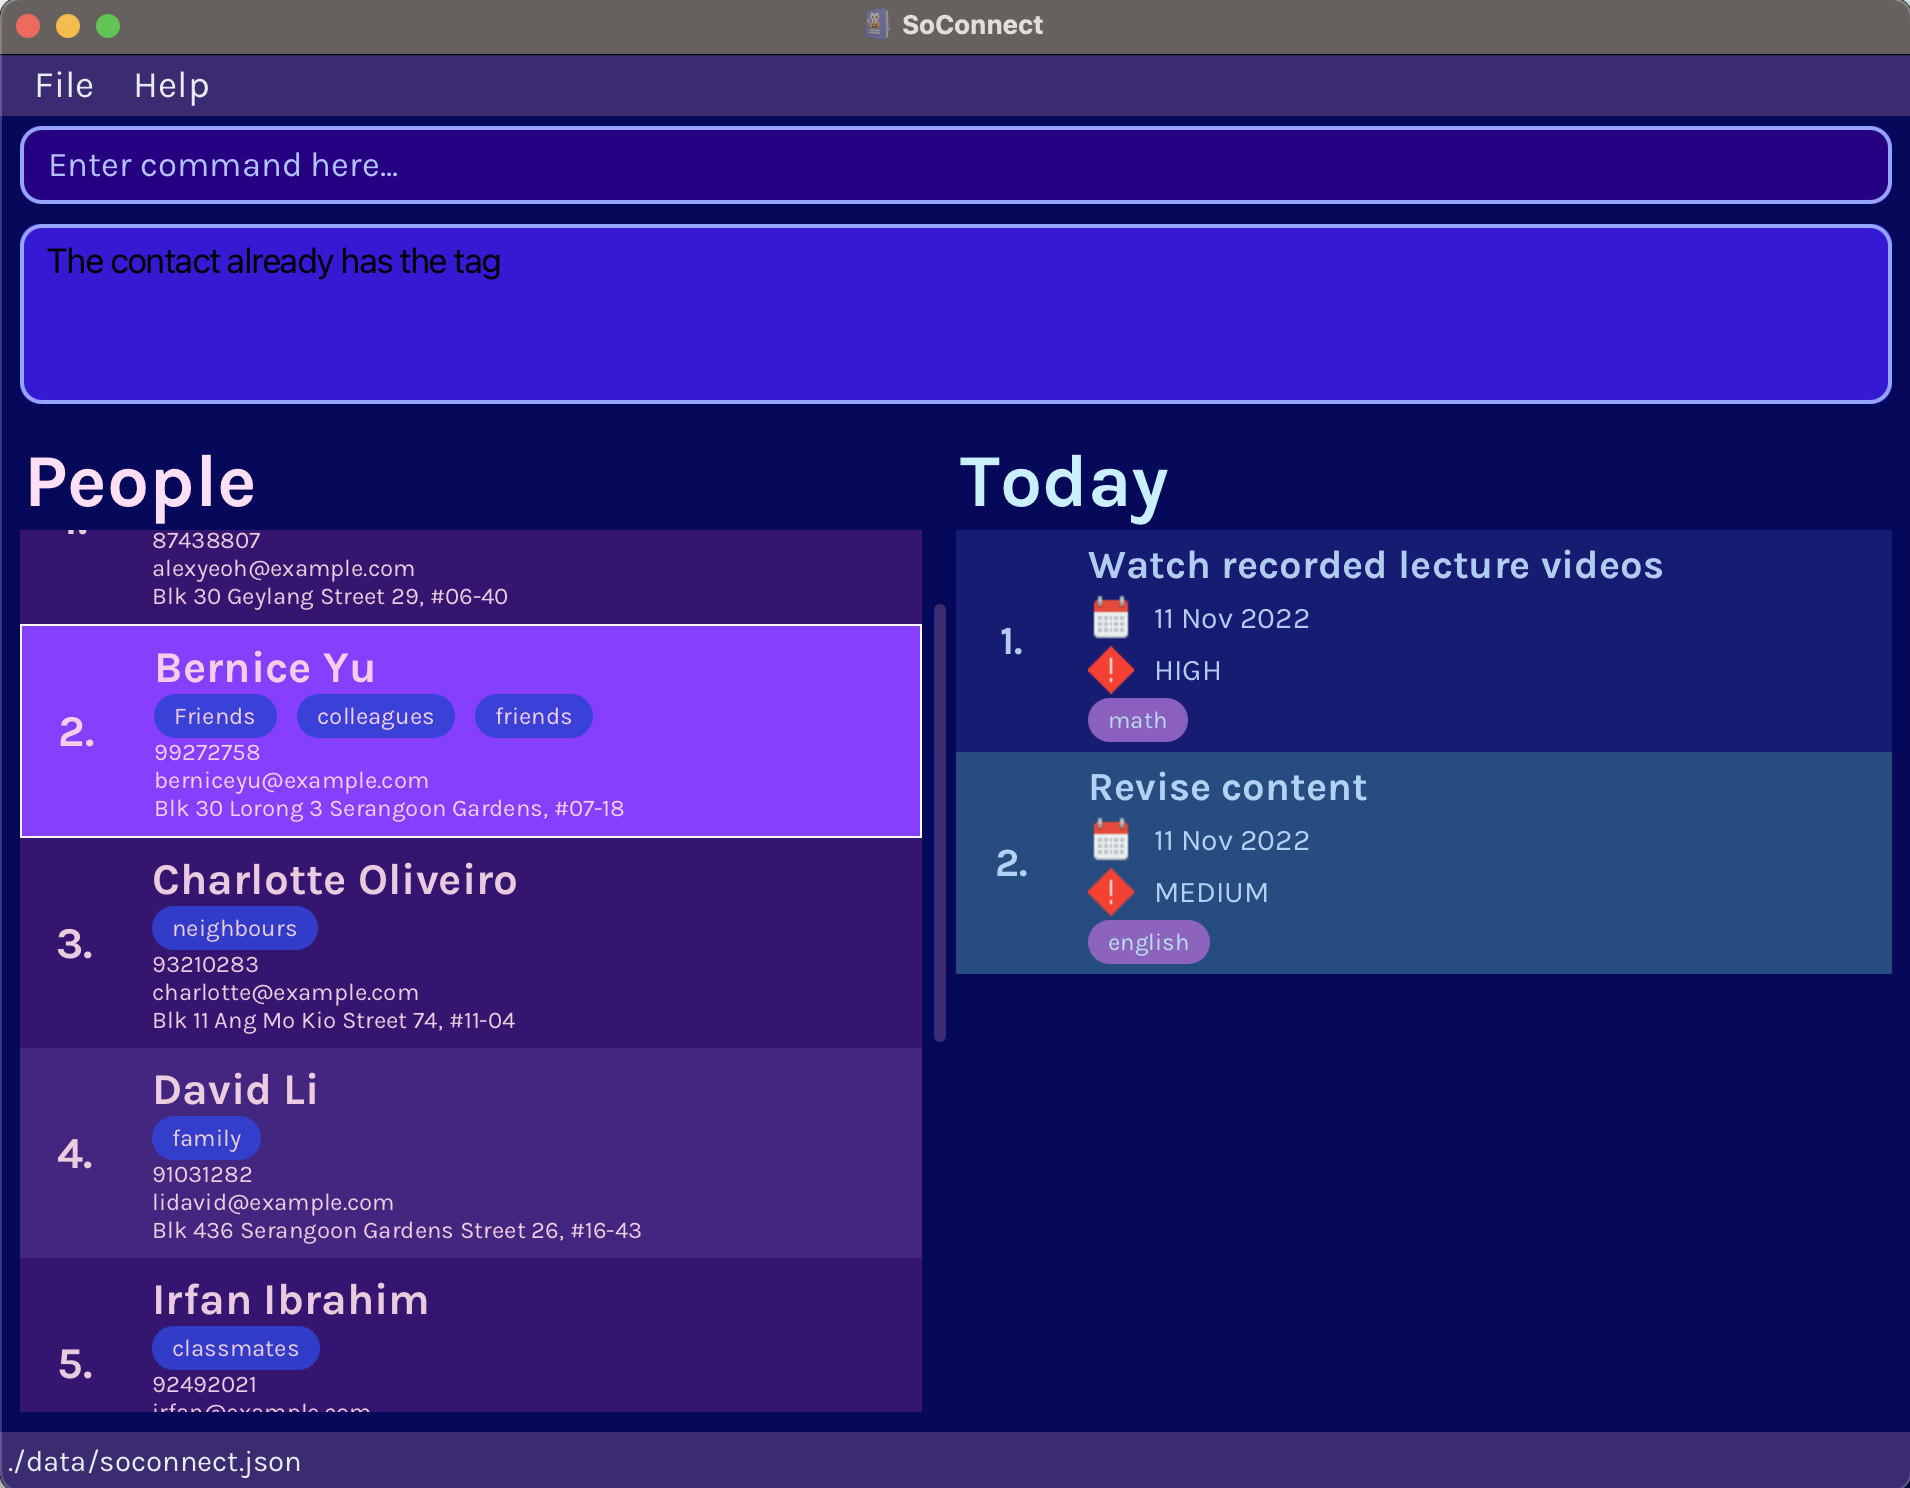 SoConnect
File Help
Enter command here...
The contact already has the tag
People
87438807
alexyeoh@example.com
Blk 30 Geylang Street 29, #06-40
2.
Bernice Yu
Friends colleagues friends
99272758
berniceyu@example.com
Blk 30 Lorong 3 Serangoon Gardens, #07-18
3.
Charlotte Oliveiro
neighbours
93210283
charlotte@example.com
Blk 11 Ang Mo Kio Street 74, #11-04
4.
David Li
family
91031282
lidavid@example.com
Blk 436 Serangoon Gardens Street 26, #16-43
5.
Irfan Ibrahim
classmates
92492021
irfan@example.com
Today
1.
Watch recorded lecture videos
11 Nov 2022
HIGH
math
2.
Revise content
11 Nov 2022
MEDIUM
english
./data/soconnect.json